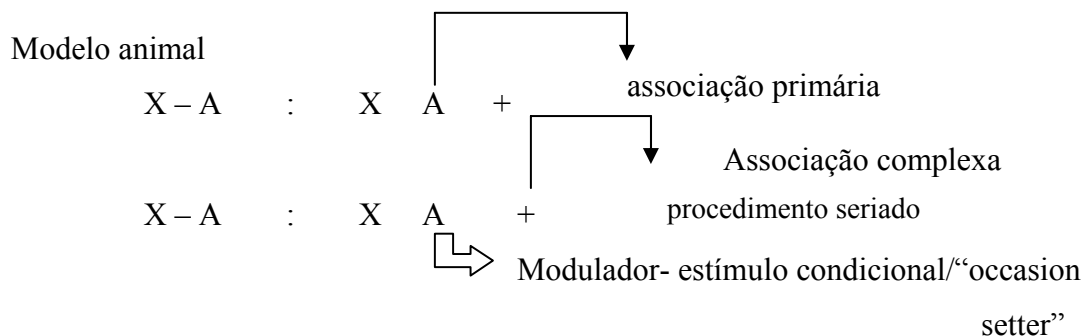 Modelo animal
X – A : X A + associação primária
Associação complexa
X – A : X A + procedimento seriado
Modulador- estímulo condicional/“occasion
setter”